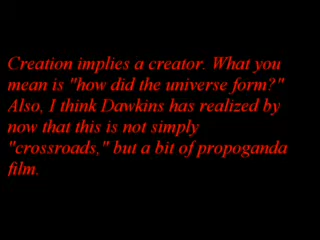 Creation implies a creator. What you
mean is "how did the universe form?"
Also, I think Dawkins has realized by
now that this is not simply
"crossroads," but a bit of propoganda
film.